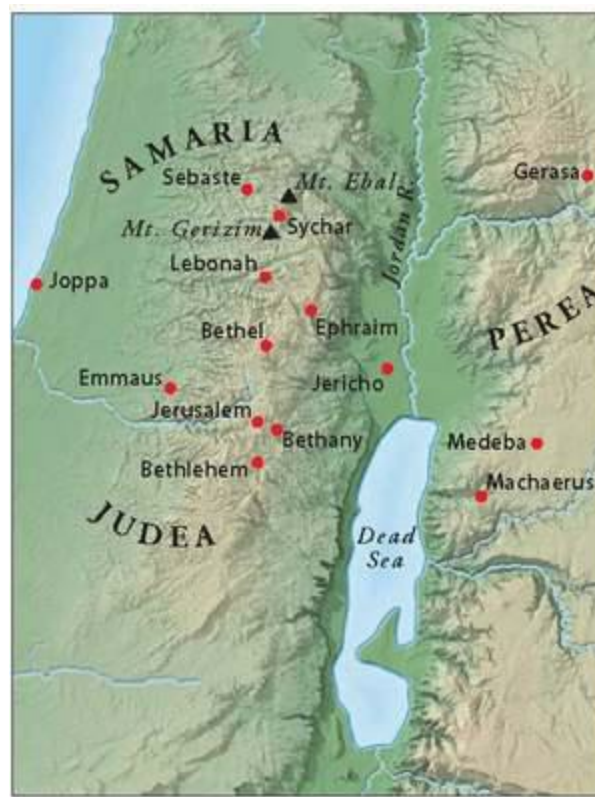 SAMARIA
Sebaste
Mt. Ebal
Gerasa
Mt. Gerizim
Sychar
Jordan R.
Lebonah
Joppa
Ephraim
PEREA
Bethel
Jericho
Emmaus
Jerusalem
Bethany
Medeba
Bethlehem
Machaerus
JUDEA
Dead
Sea